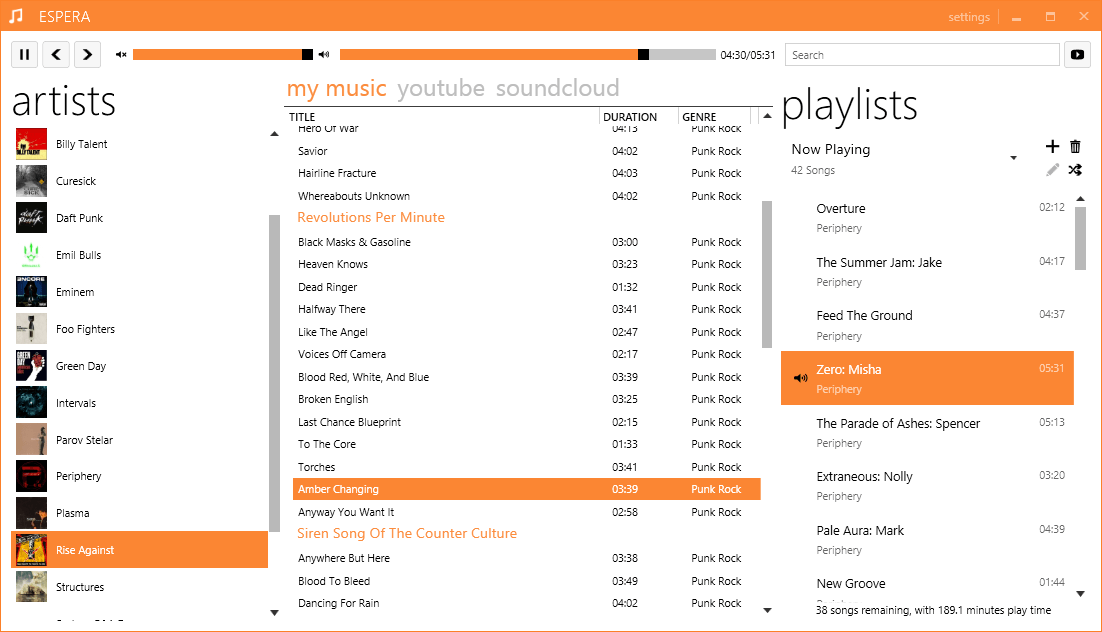 ESPERA
settings
04:30/05:31
Search
artists
Billy Talent
Curesick
Daft Punk
Emil Bulls
Eminem
Foo Fighters
Green Day
Intervals
Parov Stelar
Periphery
Plasma
Rise Against
Structures
my music youtube soundcloud
TITLE DURATION GENRE
Hero Of War 04:13 Punk Rock
Savior 04:02 Punk Rock
Hairline Fracture 04:03 Punk Rock
Whereabouts Unknown 04:02 Punk Rock
Revolutions Per Minute
Black Masks & Gasoline 03:00 Punk Rock
Heaven Knows 03:23 Punk Rock
Dead Ringer 01:32 Punk Rock
Halfway There 03:41 Punk Rock
Like The Angel 02:47 Punk Rock
Voices Off Camera 02:17 Punk Rock
Blood Red, White, And Blue 03:39 Punk Rock
Broken English 03:25 Punk Rock
Last Chance Blueprint 02:15 Punk Rock
To The Core 01:33 Punk Rock
Torches 03:41 Punk Rock
Amber Changing 03:39 Punk Rock
Anyway You Want It 02:58 Punk Rock
Siren Song Of The Counter Culture
Anywhere But Here 03:38 Punk Rock
Blood To Bleed 03:49 Punk Rock
Dancing For Rain 04:02 Punk Rock
playlists
Now Playing
42 Songs
Overture 02:12
Periphery
The Summer Jam: Jake 04:17
Periphery
Feed The Ground 04:37
Periphery
Zero: Misha 05:31
Periphery
The Parade of Ashes: Spencer 05:13
Periphery
Extraneous: Nolly 03:20
Periphery
Pale Aura: Mark 04:39
Periphery
New Groove 01:44
38 songs remaining, with 189.1 minutes play time